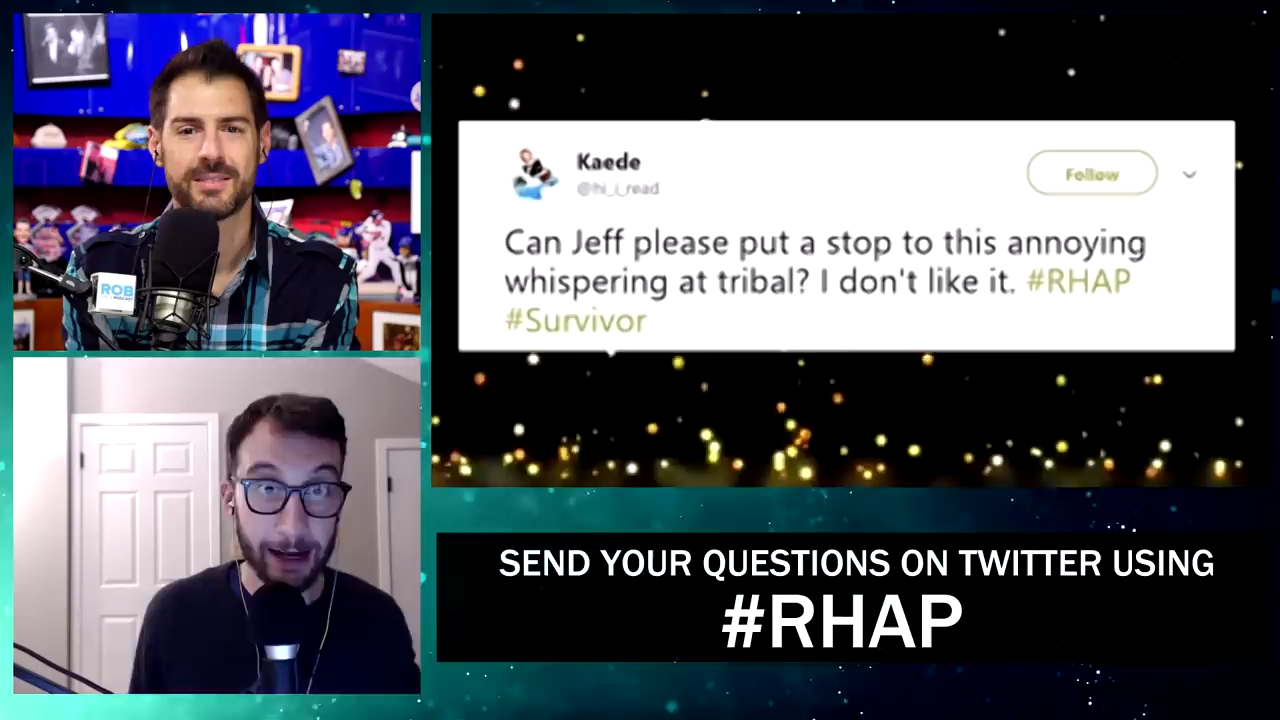 ROB
PODCAST
Kaede
@hi_i_read
Follow
Can Jeff please put a stop to this annoying
whispering at tribal? I don't like it. #RHAP
#Survivor
SEND YOUR QUESTIONS ON TWITTER USING
#RHAP